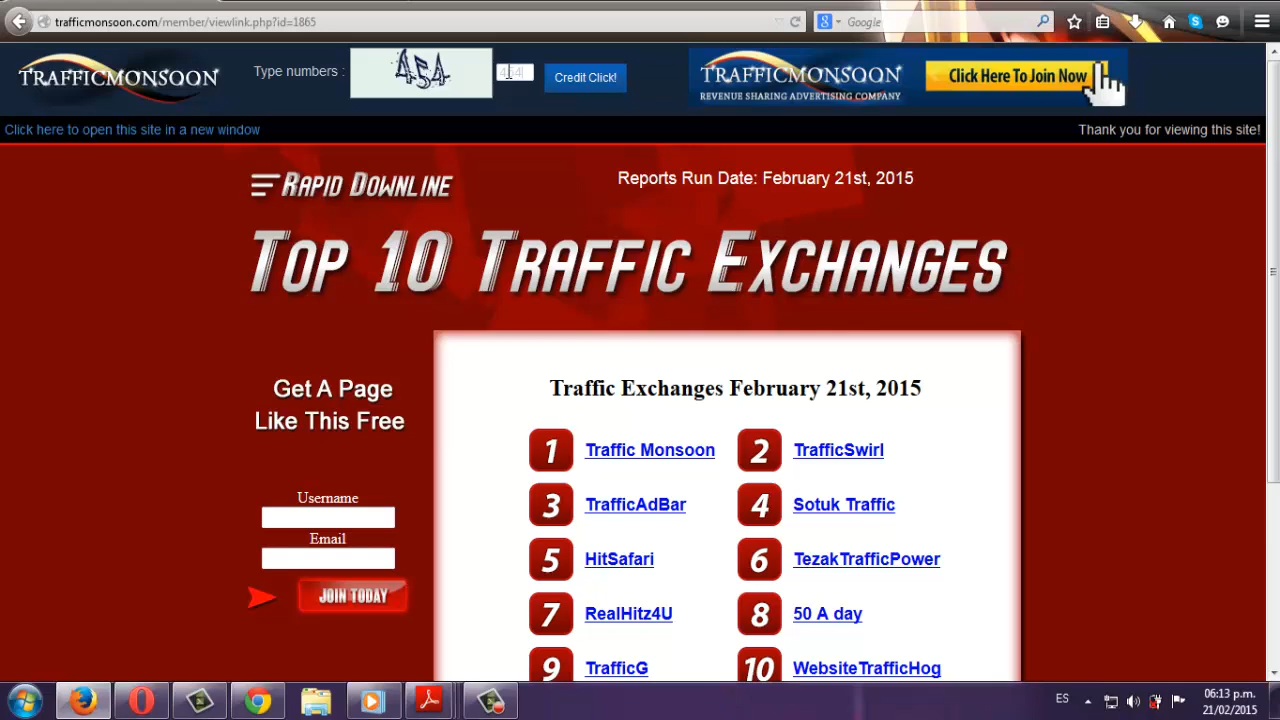 trafficmonsoon.com/member/viewlink.php?id=1865
Google
TRAFFICMONSOON
Type numbers :
454
454
Credit Click!
TRAFFICMONSOON
REVENUE SHARING ADVERTISING COMPANY
Click Here To Join Now
Click here to open this site in a new window
Thank you for viewing this site!
RAPID DOWNLINE
Reports Run Date: February 21st, 2015
TOP 10 TRAFFIC EXCHANGES
Get A Page
Like This Free
Username
Email
JOIN TODAY
Traffic Exchanges February 21st, 2015
1 Traffic Monsoon
2 TrafficSwirl
3 TrafficAdBar
4 Sotuk Traffic
5 HitSafari
6 TezakTrafficPower
7 RealHitz4U
8 50 A day
9 TrafficG
10 WebsiteTrafficHog
ES
06:13 p.m.
21/02/2015